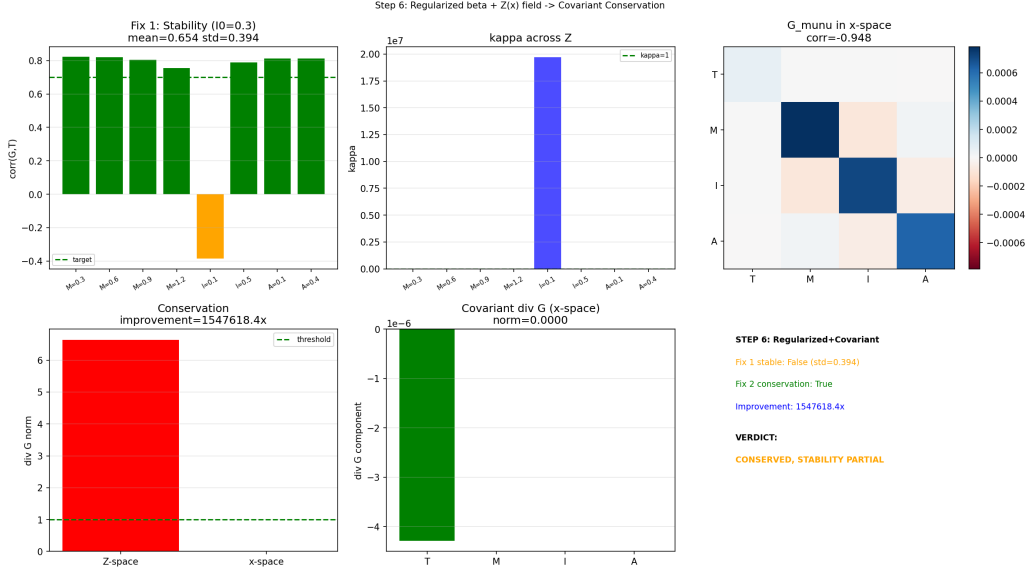 Step 6: Regularized beta + Z(x) field -> Covariant Conservation
Fix 1: Stability (I0=0.3)
mean=0.654 std=0.394
corr(G,T)
0.8
0.6
0.4
0.2
0.0
−0.2
−0.4
target
M=0.3
M=0.6
M=0.9
M=1.2
I=0.1
I=0.5
A=0.1
A=0.4
kappa across Z
1e7
kappa
2.00
1.75
1.50
1.25
1.00
0.75
0.50
0.25
0.00
kappa=1
M=0.3
M=0.6
M=0.9
M=1.2
I=0.1
I=0.5
A=0.1
A=0.4
G_munu in x-space
corr=-0.948
T
M
I
A
T
M
I
A
0.0006
0.0004
0.0002
0.0000
−0.0002
−0.0004
−0.0006
Conservation
improvement=1547618.4x
div G norm
6
5
4
3
2
1
0
threshold
Z-space
x-space
Covariant div G (x-space)
norm=0.0000
1e−6
div G component
0
−1
−2
−3
−4
T
M
I
A
STEP 6: Regularized+Covariant
Fix 1 stable: False (std=0.394)
Fix 2 conservation: True
Improvement: 1547618.4x
VERDICT:
CONSERVED, STABILITY PARTIAL